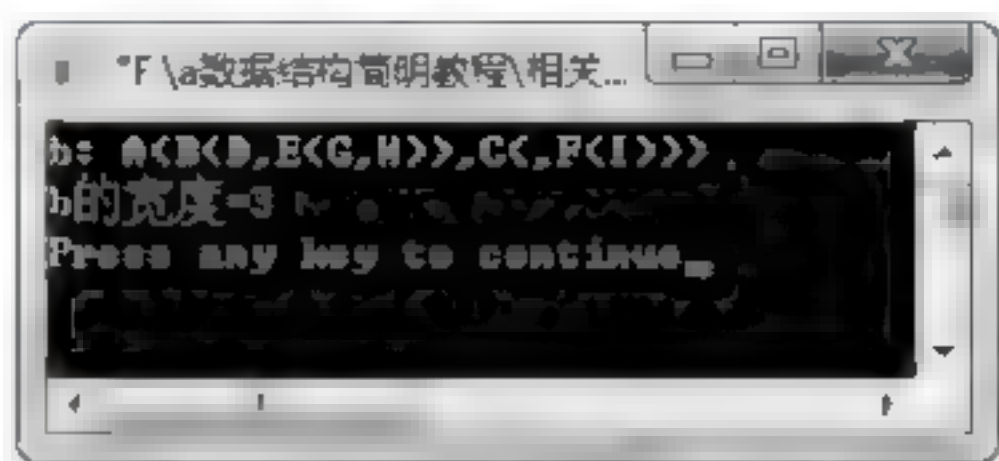 "F \a数据结构简明教程\相关...
b: A(B(D,E(G,H)),C(,F(I)))
b的宽度=3
Press any key to continue_